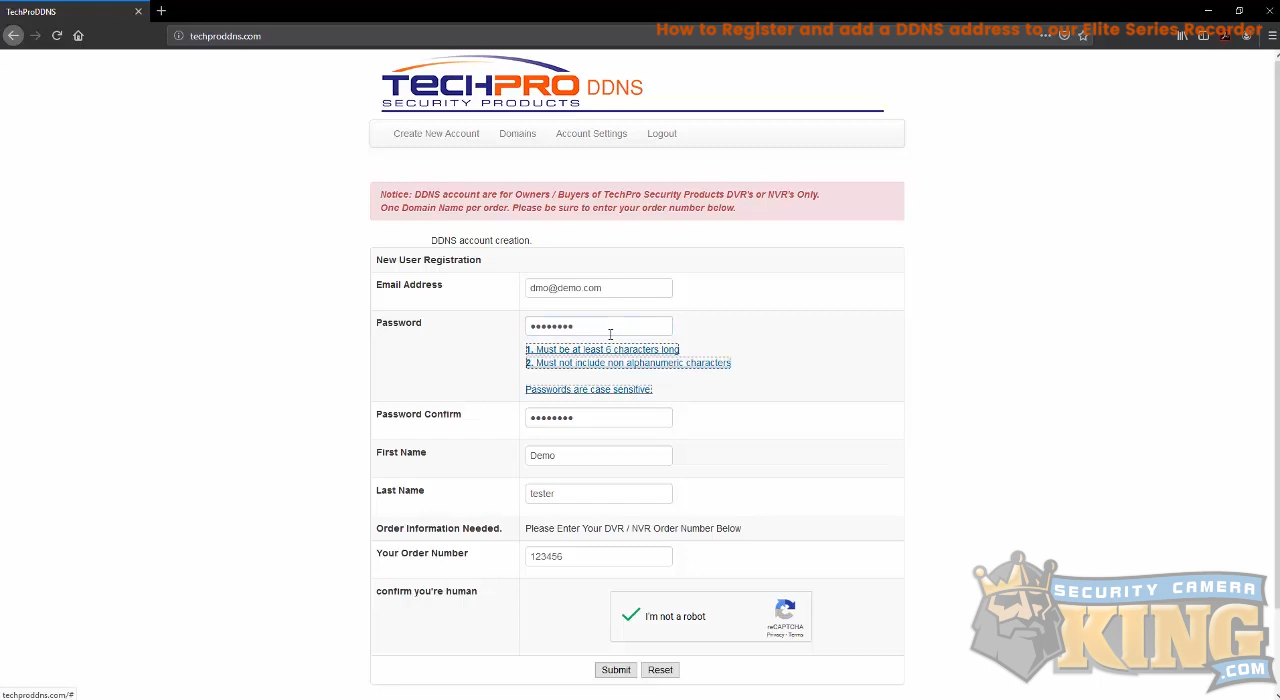 TechProDDNS
How to Register and add a DDNS address to our Elite Series Recorder
techproddns.com
TECHPRO DDNS
SECURITY PRODUCTS
Create New Account Domains Account Settings Logout
Notice: DDNS account are for Owners / Buyers of TechPro Security Products DVR's or NVR's Only.
One Domain Name per order. Please be sure to enter your order number below.
DDNS account creation.
New User Registration
Email Address dmo@demo.com
Password ●●●●●●●●
1. Must be at least 6 characters long
2. Must not include non alphanumeric characters
Passwords are case sensitive;
Password Confirm ●●●●●●●●
First Name Demo
Last Name tester
Order Information Needed. Please Enter Your DVR / NVR Order Number Below
Your Order Number 123456
confirm you're human
I'm not a robot
reCAPTCHA
Privacy - Terms
Submit Reset
SECURITY CAMERA
KING
.COM
techproddns.com/#